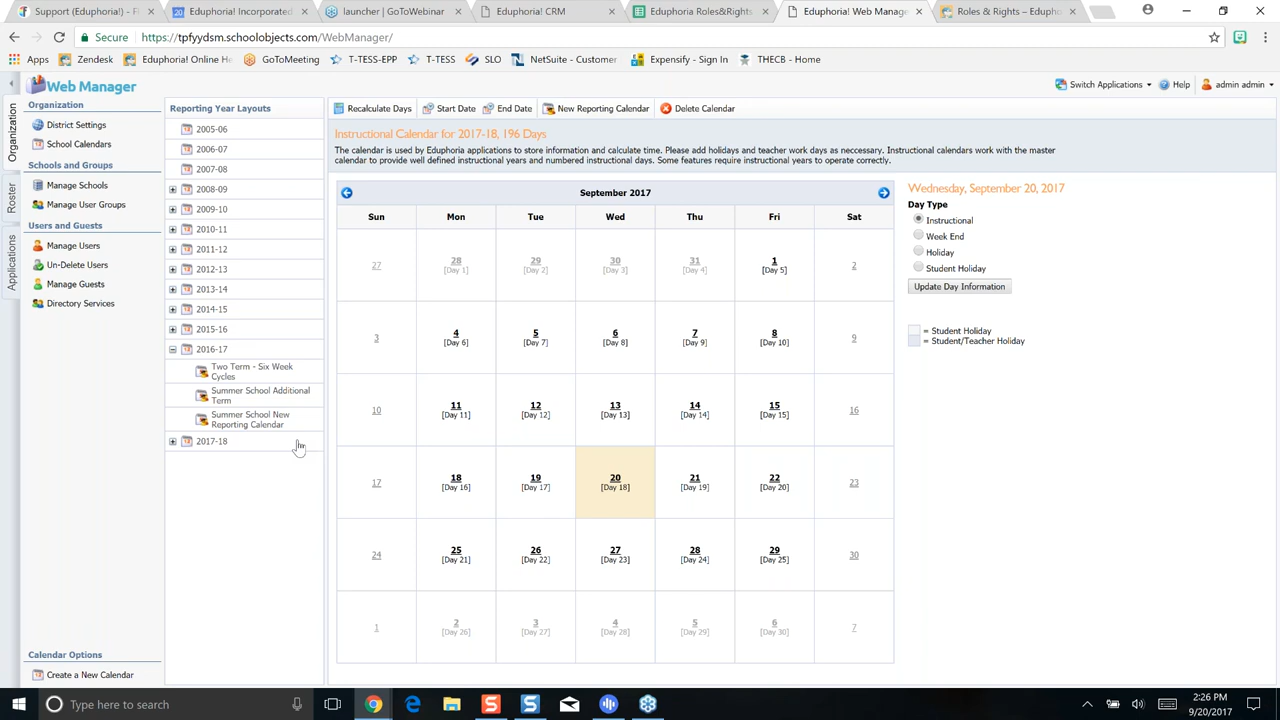 Support (Eduphoria!) - Fl
Eduphoria! Incorporated
launcher | GoToWebinar
Eduphoria! CRM
Eduphoria Roles&Rights
Eduphoria! Web Manager
Roles & Rights – Eduphor
Secure
https://tpfyydsm.schoolobjects.com/WebManager/
Apps
Zendesk
Eduphoria! Online He
GoToMeeting
T-TESS-EPP
T-TESS
SLO
NetSuite - Customer
Expensify - Sign In
THECB - Home
Web Manager
Switch Applications
Help
admin admin
Organization
Roster
Applications
Organization
District Settings
School Calendars
Schools and Groups
Manage Schools
Manage User Groups
Users and Guests
Manage Users
Un-Delete Users
Manage Guests
Directory Services
Calendar Options
Create a New Calendar
Reporting Year Layouts
2005-06
2006-07
2007-08
2008-09
2009-10
2010-11
2011-12
2012-13
2013-14
2014-15
2015-16
2016-17
Two Term - Six Week
Cycles
Summer School Additional
Term
Summer School New
Reporting Calendar
2017-18
Recalculate Days
Start Date
End Date
New Reporting Calendar
Delete Calendar
Instructional Calendar for 2017-18, 196 Days
The calendar is used by Eduphoria applications to store information and calculate time. Please add holidays and teacher work days as neccessary. Instructional calendars work with the master
calendar to provide well defined instructional years and numbered instructional days. Some features require instructional years to operate correctly.
September 2017
Sun Mon Tue Wed Thu Fri Sat
27 28 29 30 31 1 2
[Day 1] [Day 2] [Day 3] [Day 4] [Day 5]
3 4 5 6 7 8 9
[Day 6] [Day 7] [Day 8] [Day 9] [Day 10]
10 11 12 13 14 15 16
[Day 11] [Day 12] [Day 13] [Day 14] [Day 15]
17 18 19 20 21 22 23
[Day 16] [Day 17] [Day 18] [Day 19] [Day 20]
24 25 26 27 28 29 30
[Day 21] [Day 22] [Day 23] [Day 24] [Day 25]
1 2 3 4 5 6 7
[Day 26] [Day 27] [Day 28] [Day 29] [Day 30]
Wednesday, September 20, 2017
Day Type
Instructional
Week End
Holiday
Student Holiday
Update Day Information
= Student Holiday
= Student/Teacher Holiday
Type here to search
2:26 PM
9/20/2017